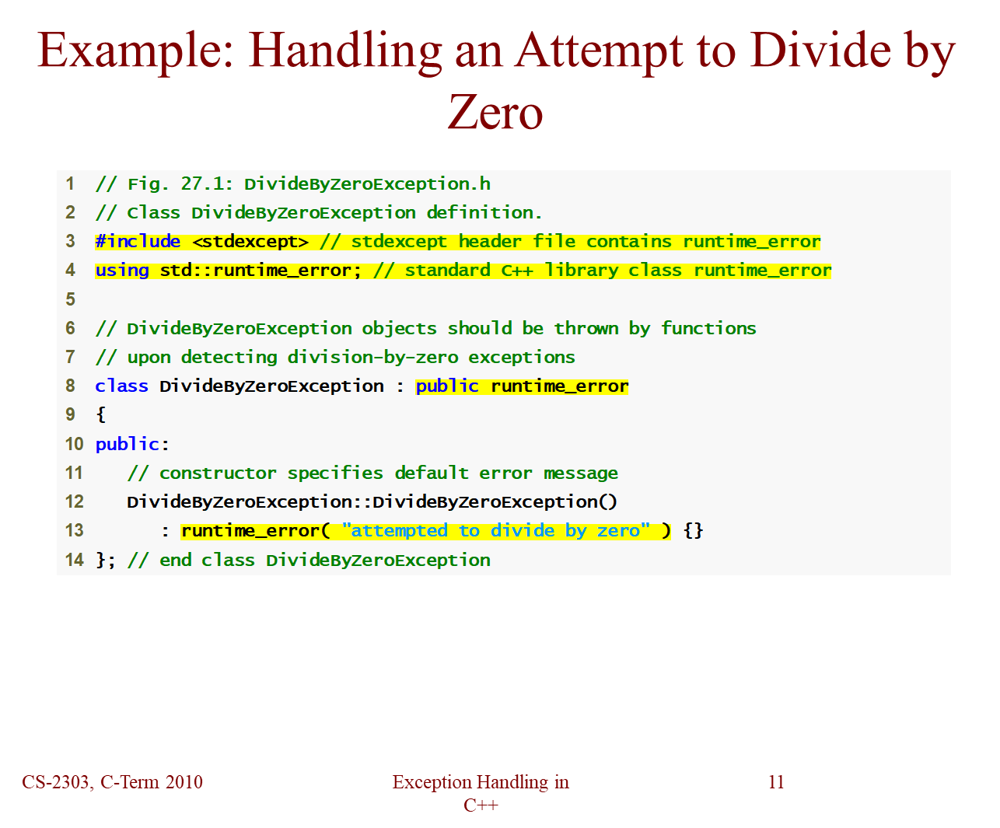 Example: Handling an Attempt to Divide by
Zero
1 // Fig. 27.1: DivideByZeroException.h
2 // Class DivideByZeroException definition.
3 #include <stdexcept> // stdexcept header file contains runtime_error
4 using std::runtime_error; // standard C++ library class runtime_error
5
6 // DivideByZeroException objects should be thrown by functions
7 // upon detecting division-by-zero exceptions
8 class DivideByZeroException : public runtime_error
9 {
10 public:
11    // constructor specifies default error message
12    DivideByZeroException::DivideByZeroException()
13       : runtime_error( "attempted to divide by zero" ) {}
14 }; // end class DivideByZeroException
CS-2303, C-Term 2010
Exception Handling in
C++
11